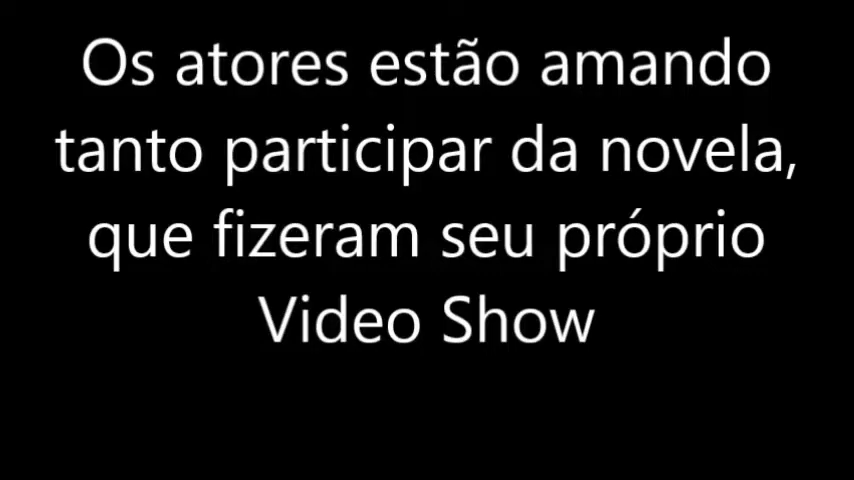 Os atores estão amando
tanto participar da novela,
que fizeram seu próprio
Video Show